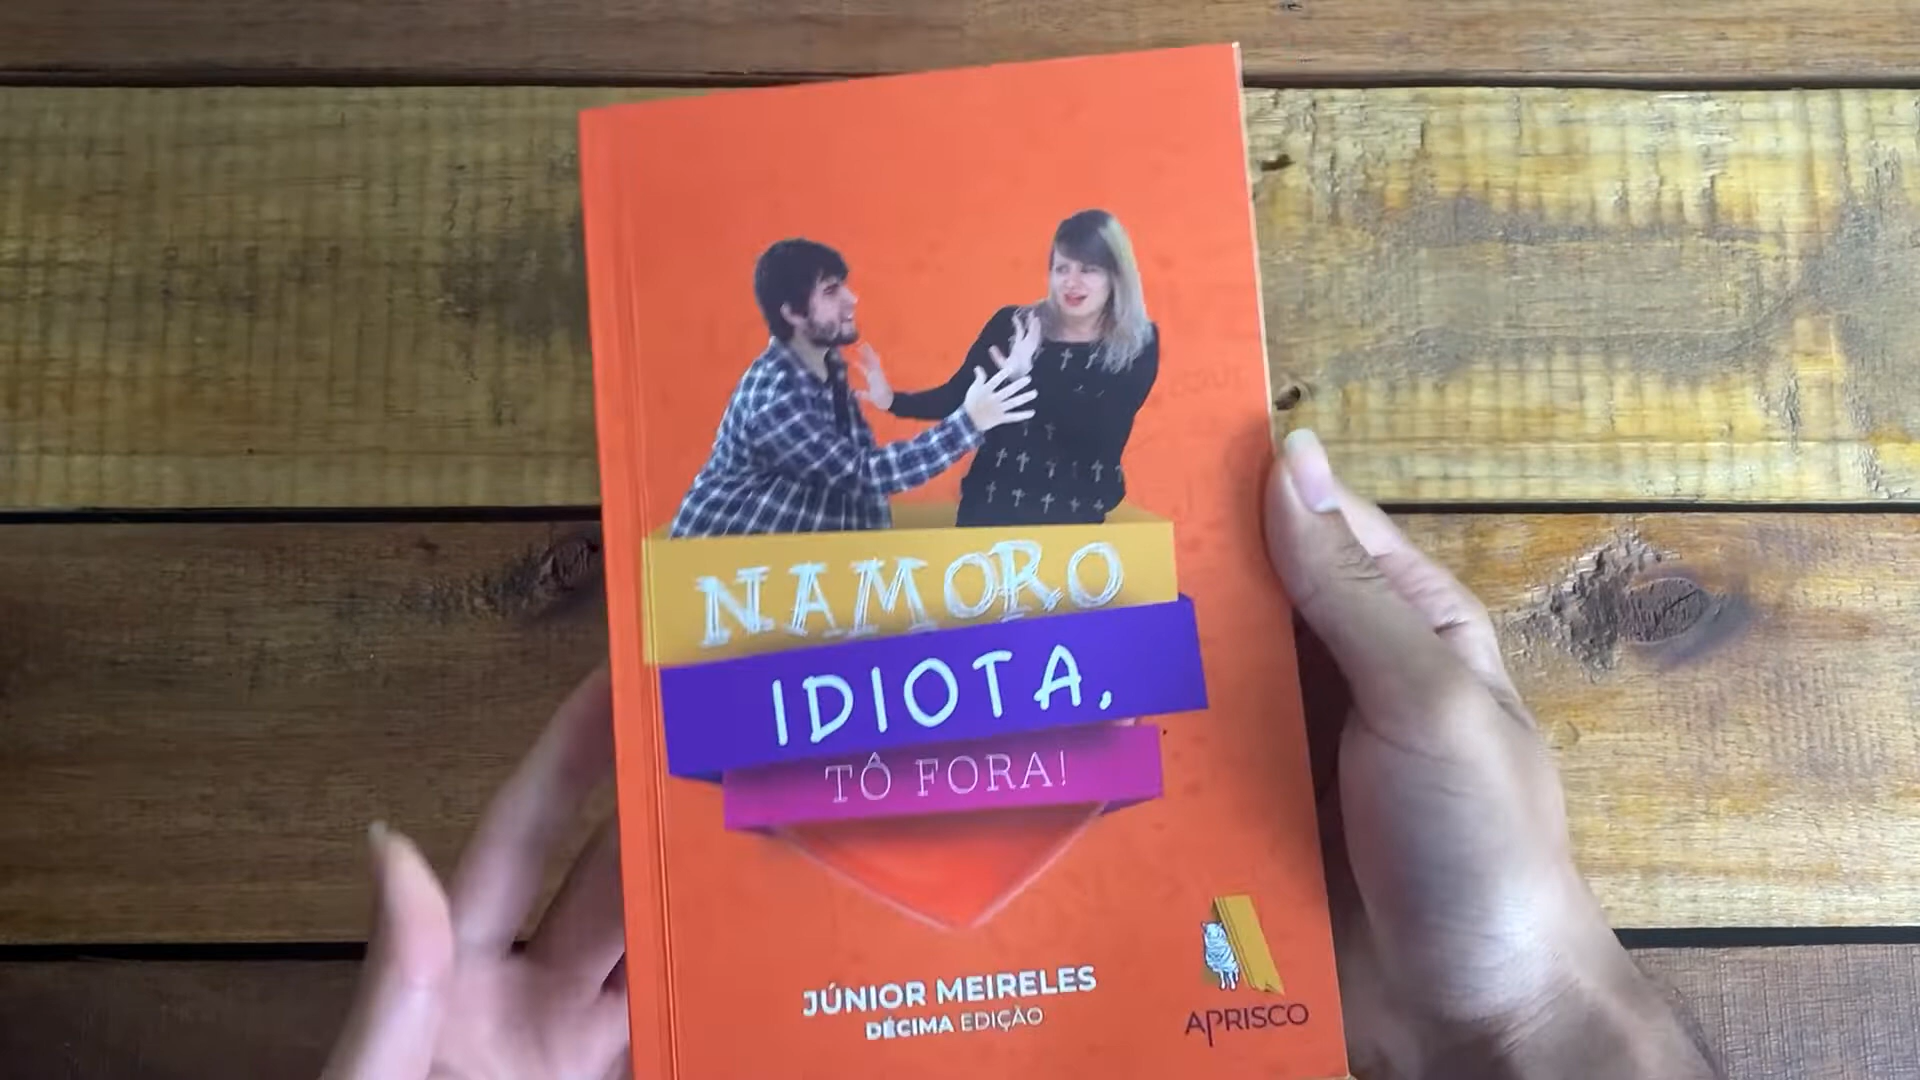 NAMORO
IDIOTA,
TÔ FORA!
JÚNIOR MEIRELES
DÉCIMA EDIÇÃO
APRISCO